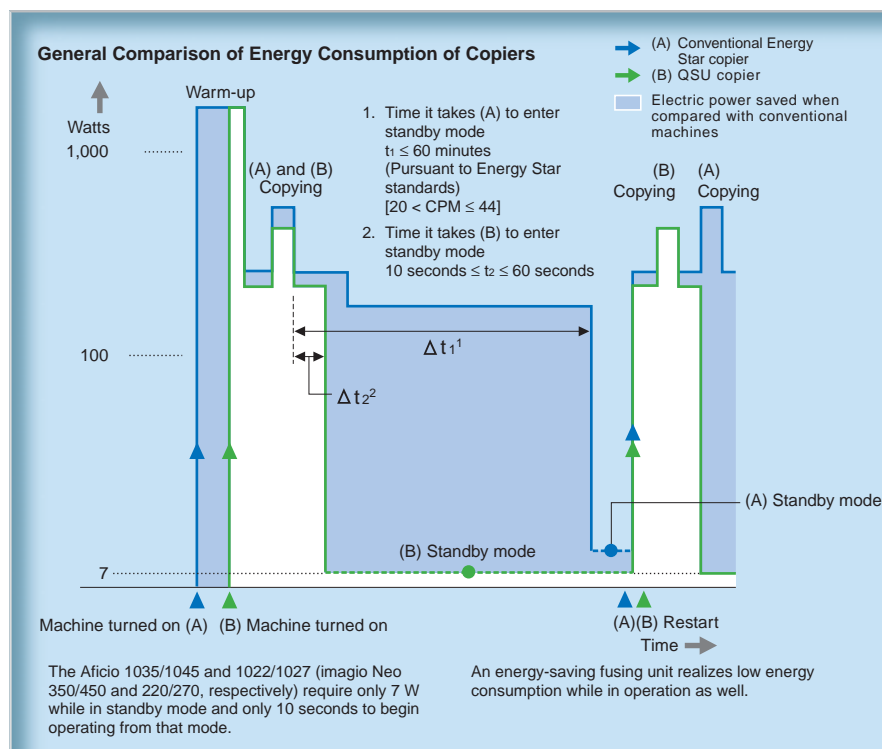 General Comparison of Energy Consumption of Copiers
(A) Conventional Energy
Star copier
(B) QSU copier
Electric power saved when
compared with conventional
machines
Warm-up
Watts
1,000
(A) and (B)
Copying
1. Time it takes (A) to enter
standby mode
t1 ≤ 60 minutes
(Pursuant to Energy Star
standards)
[20 < CPM ≤ 44]
2. Time it takes (B) to enter
standby mode
10 seconds ≤ t2 ≤ 60 seconds
(B)
Copying
(A)
Copying
100
Δt1¹
Δt2²
(A) Standby mode
(B) Standby mode
7
Machine turned on (A)
(B) Machine turned on
(A)(B) Restart
Time
The Aficio 1035/1045 and 1022/1027 (imagio Neo
350/450 and 220/270, respectively) require only 7 W
while in standby mode and only 10 seconds to begin
operating from that mode.
An energy-saving fusing unit realizes low energy
consumption while in operation as well.